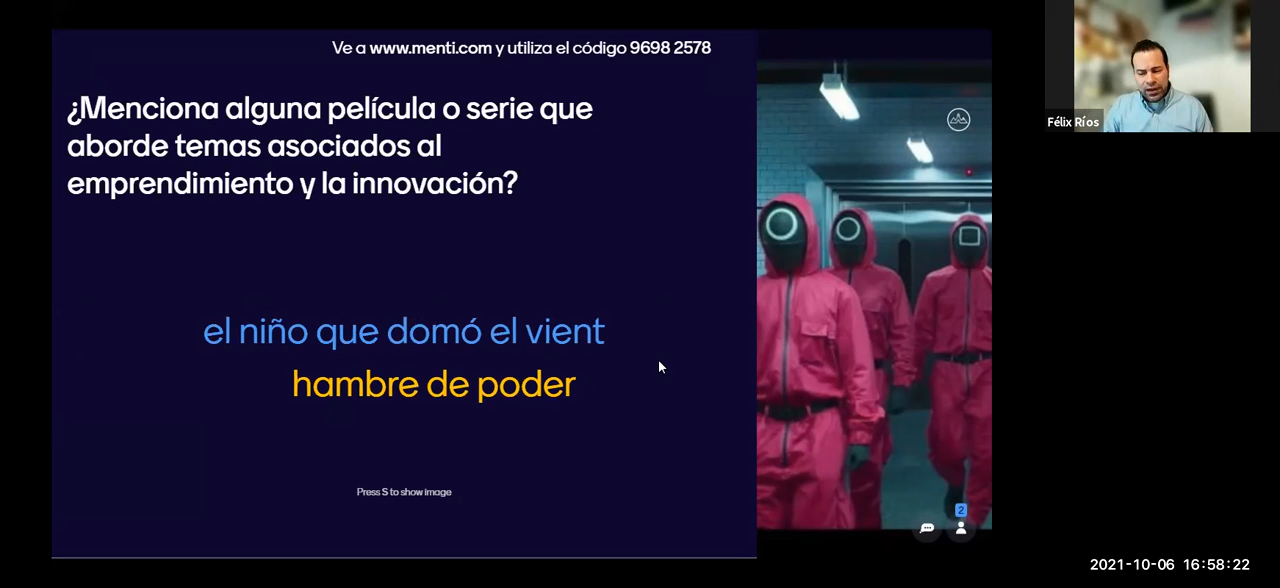 Ve a www.menti.com y utiliza el código 9698 2578
¿Menciona alguna película o serie que
aborde temas asociados al
emprendimiento y la innovación?
el niño que domó el vient
hambre de poder
Press S to show image
2
Félix Ríos
2021-10-06 16:58:22